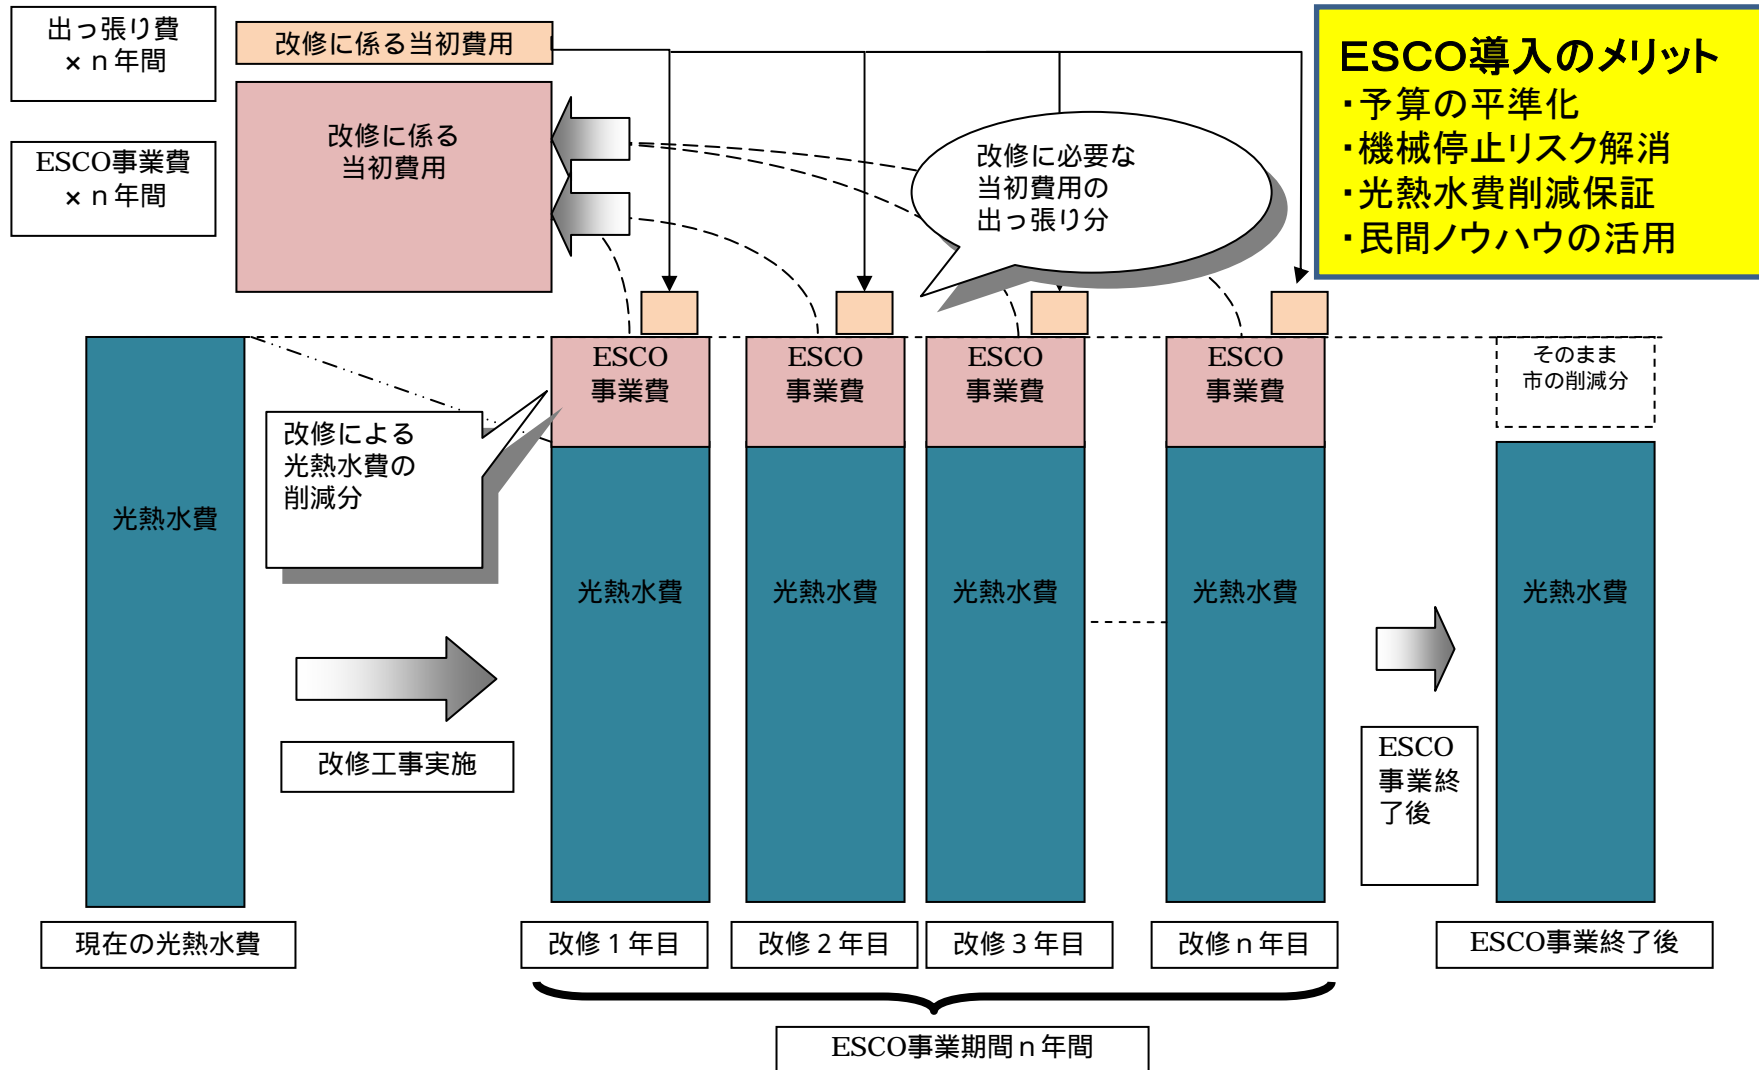 出っ張り費
×ｎ年間
改修に係る当初費用
ESCO導入のメリット
・予算の平準化
・機械停止リスク解消
・光熱水費削減保証
・民間ノウハウの活用
ESCO事業費
×ｎ年間
改修に係る
当初費用
改修に必要な
当初費用の
出っ張り分
ESCO
事業費
ESCO
事業費
ESCO
事業費
ESCO
事業費
そのまま
市の削減分
改修による
光熱水費の
削減分
光熱水費
光熱水費
光熱水費
光熱水費
光熱水費
光熱水費
改修工事実施
ESCO
事業終
了後
現在の光熱水費
改修１年目
改修２年目
改修３年目
改修ｎ年目
ESCO事業終了後
ESCO事業期間ｎ年間